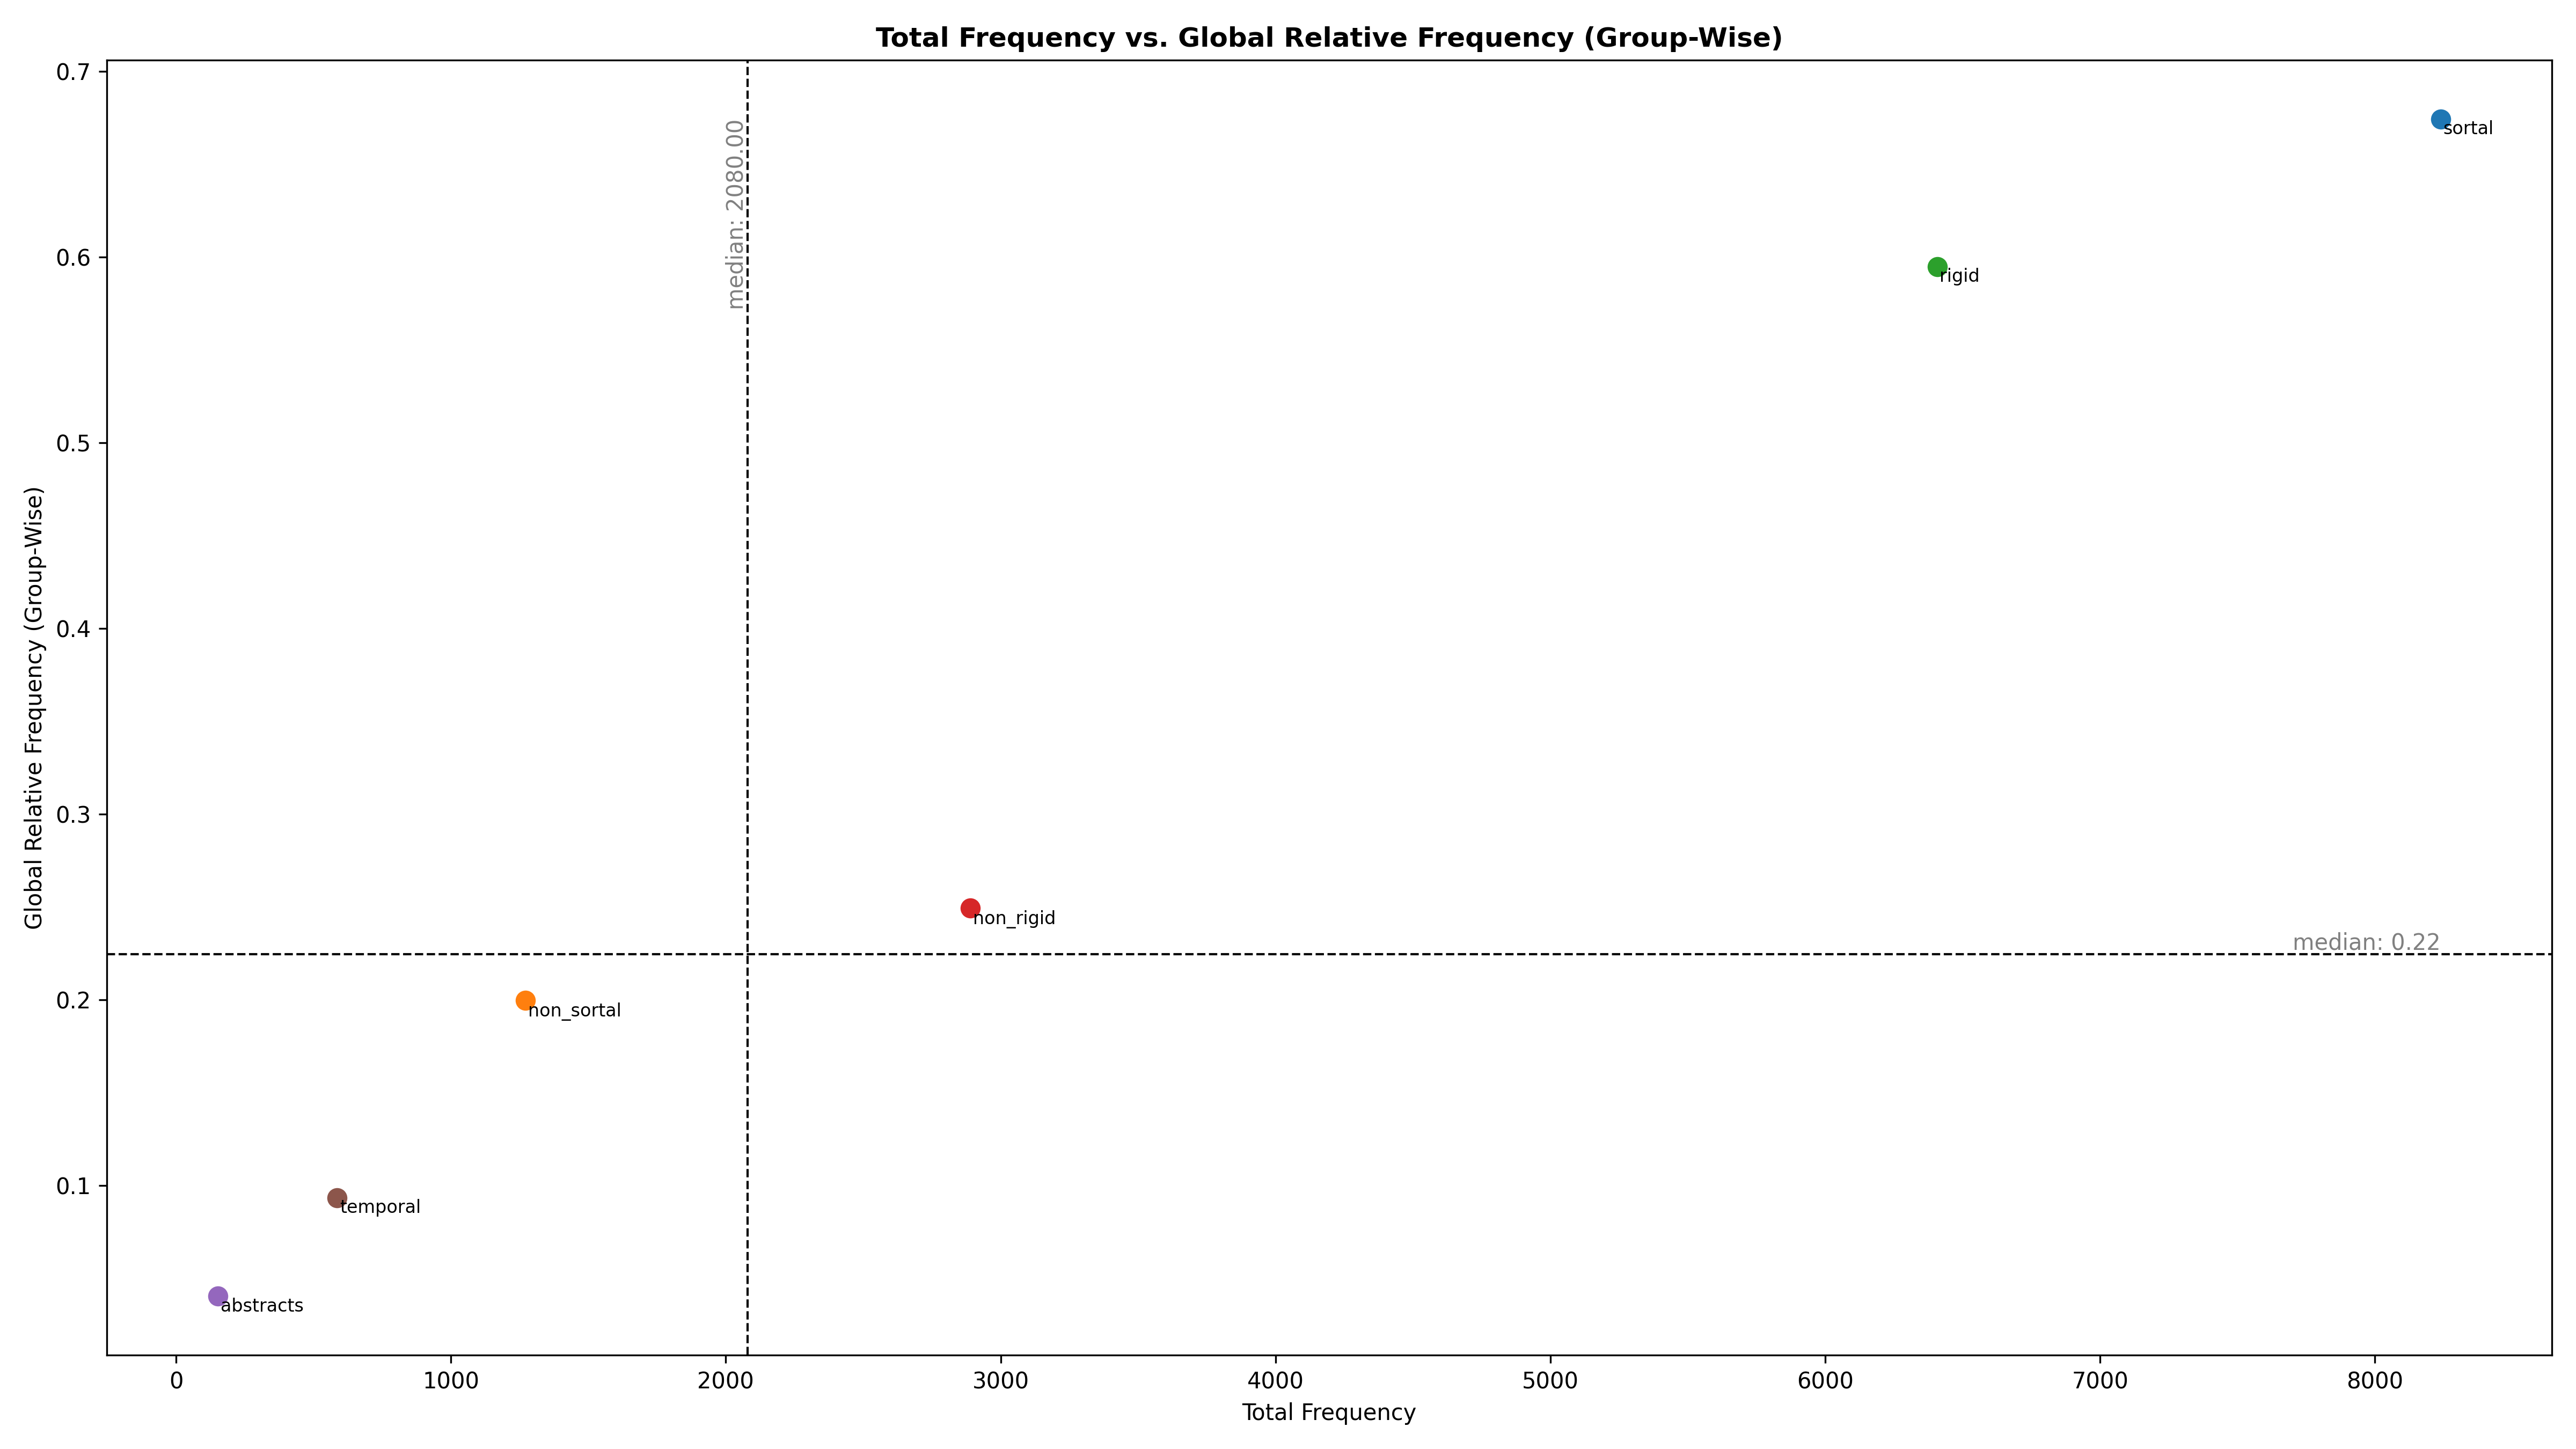 Total Frequency vs. Global Relative Frequency (Group-Wise)
Global Relative Frequency (Group-Wise)
0.7
0.6
0.5
0.4
0.3
0.2
0.1
median: 2080.00
sortal
rigid
non_rigid
median: 0.22
non_sortal
temporal
abstracts
0 1000 2000 3000 4000 5000 6000 7000 8000
Total Frequency